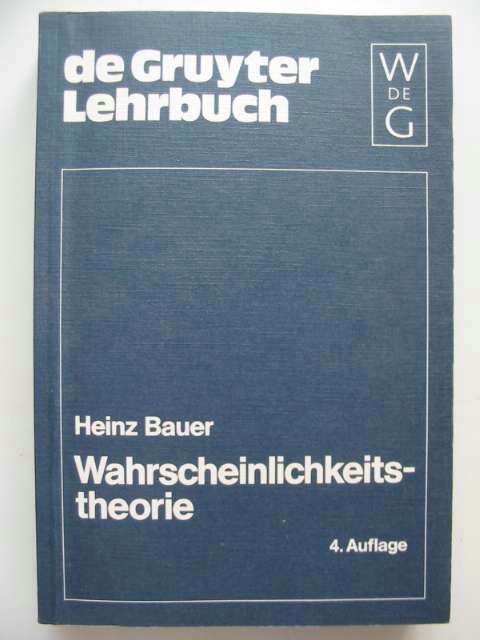 de Gruyter
Lehrbuch
W
DE
G
Heinz Bauer
Wahrscheinlichkeits-
theorie
4. Auflage